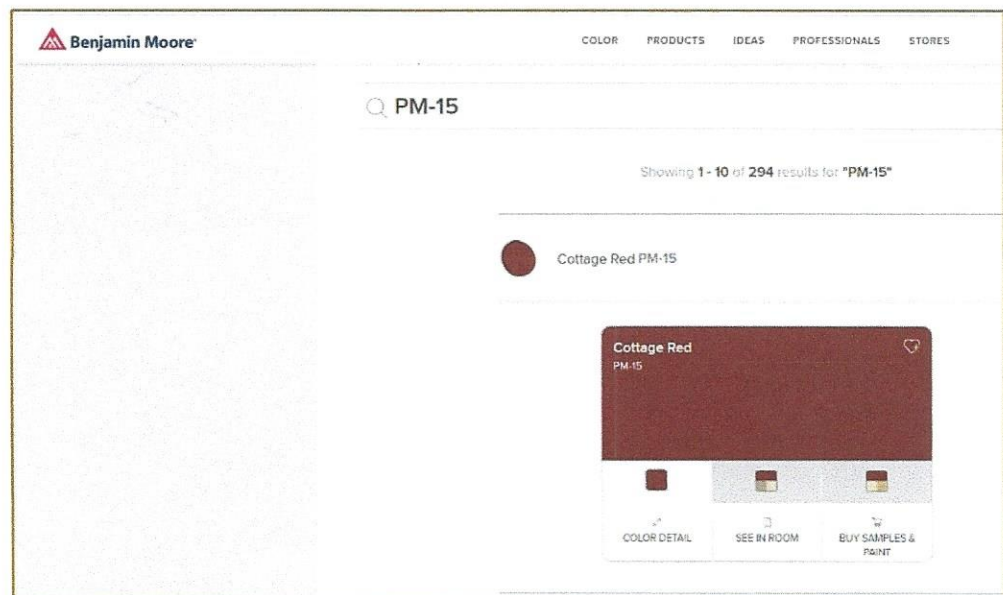 Benjamin Moore®
COLOR PRODUCTS IDEAS PROFESSIONALS STORES
PM-15
Showing 1 - 10 of 294 results for "PM-15"
Cottage Red PM-15
Cottage Red
PM-15
COLOR DETAIL
SEE IN ROOM
BUY SAMPLES &
PAINT